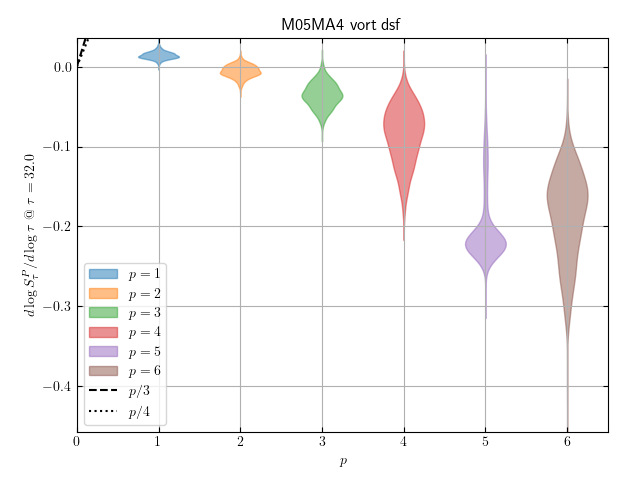 M05MA4 vort dsf
d log S_τ^P / d log τ @ τ = 32.0
0.0
−0.1
−0.2
−0.3
−0.4
p = 1
p = 2
p = 3
p = 4
p = 5
p = 6
p/3
p/4
0 1 2 3 4 5 6
p